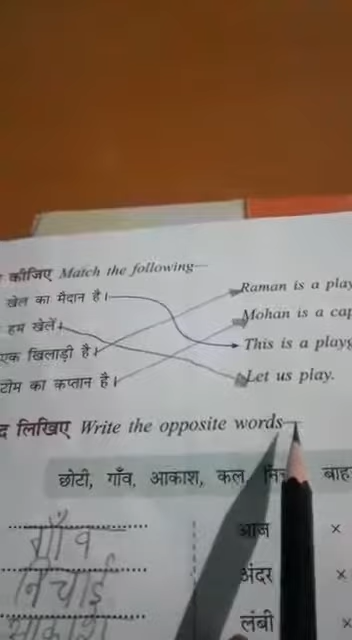 कीजिए Match the following—
खेल का मैदान है।
Raman is a play
हम खेलें।
Mohan is a cap
एक खिलाड़ी है।
This is a playg
टीम का कप्तान है।
Let us play.
लिखिए Write the opposite words—
छोटी, गाँव, आकाश, कल, बाह
गाँव
आज ×
निचाई
अंदर ×
आकाश
लंबी ×